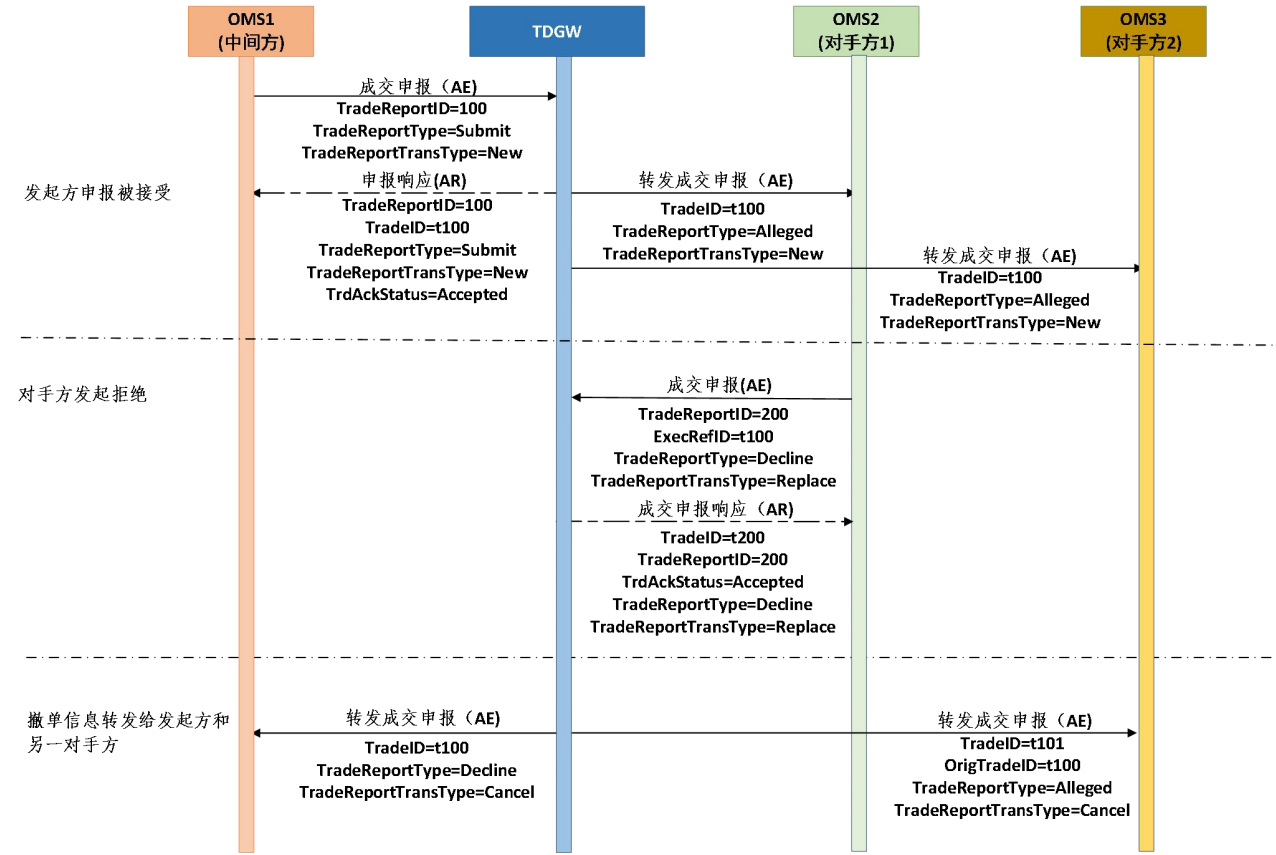 OMS1
(中间方)
TDGW
OMS2
(对手方1)
OMS3
(对手方2)
成交申报（AE)
TradeReportID=100
TradeReportType=Submit
TradeReportTransType=New
发起方申报被接受
申报响应(AR)
TradeReportID=100
TradeID=t100
TradeReportType=Submit
TradeReportTransType=New
TrdAckStatus=Accepted
转发成交申报（AE)
TradeID=t100
TradeReportType=Alleged
TradeReportTransType=New
转发成交申报（AE)
TradeID=t100
TradeReportType=Alleged
TradeReportTransType=New
对手方发起拒绝
成交申报(AE)
TradeReportID=200
ExecRefID=t100
TradeReportType=Decline
TradeReportTransType=Replace
成交申报响应（AR)
TradeID=t200
TradeReportID=200
TrdAckStatus=Accepted
TradeReportType=Decline
TradeReportTransType=Replace
撤单信息转发给发起方和
另一对手方
转发成交申报（AE)
TradeID=t100
TradeReportType=Decline
TradeReportTransType=Cancel
转发成交申报（AE)
TradeID=t101
OrigTradeID=t100
TradeReportType=Alleged
TradeReportTransType=Cancel